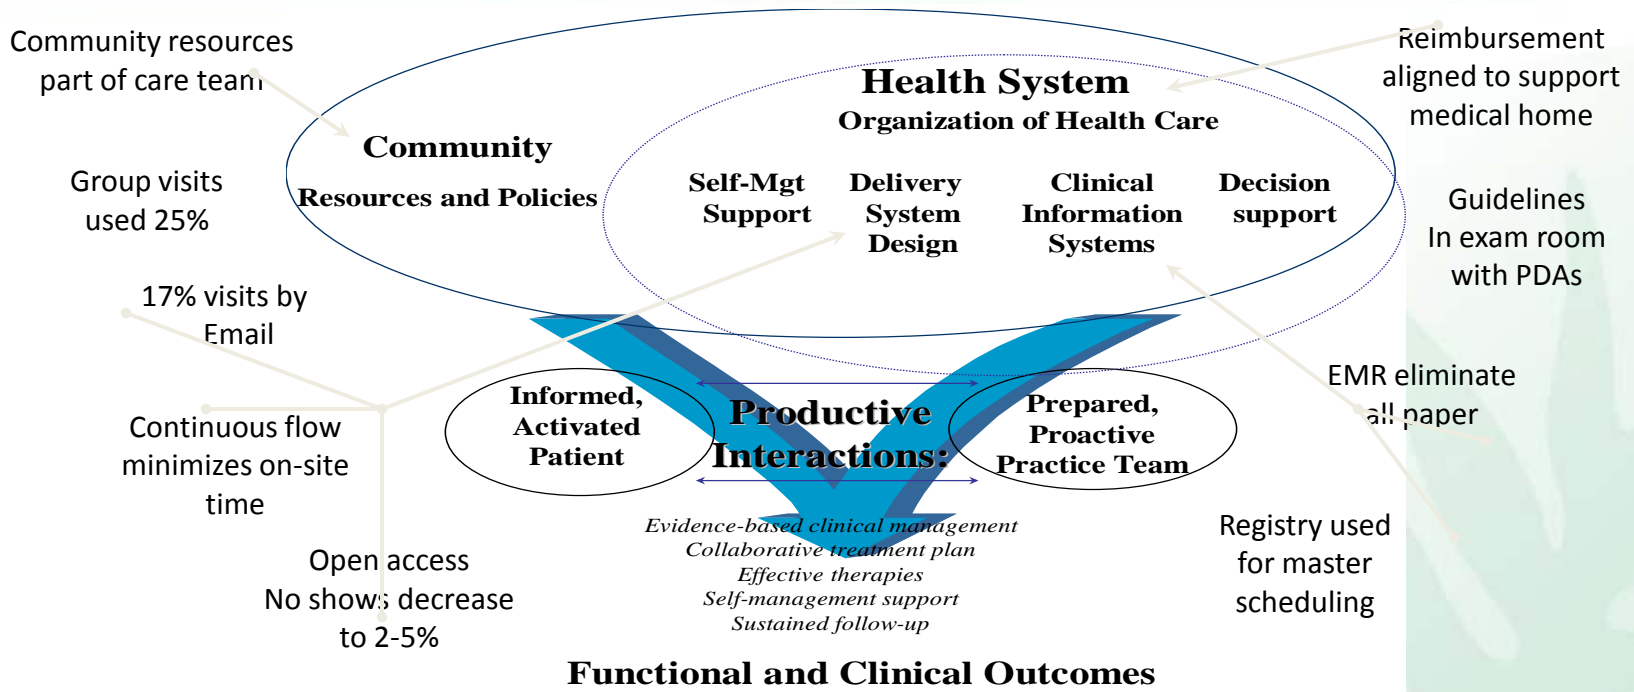 Community resources
part of care team
Group visits
used 25%
17% visits by
Email
Continuous flow
minimizes on-site
time
Open access
No shows decrease
to 2-5%
Community
Resources and Policies
Health System
Organization of Health Care
Self-Mgt
Support
Delivery
System
Design
Clinical
Information
Systems
Decision
support
Reimbursement
aligned to support
medical home
Guidelines
In exam room
with PDAs
EMR eliminate
all paper
Registry used
for master
scheduling
Informed,
Activated
Patient
Productive
Interactions:
Prepared,
Proactive
Practice Team
Evidence-based clinical management
Collaborative treatment plan
Effective therapies
Self-management support
Sustained follow-up
Functional and Clinical Outcomes